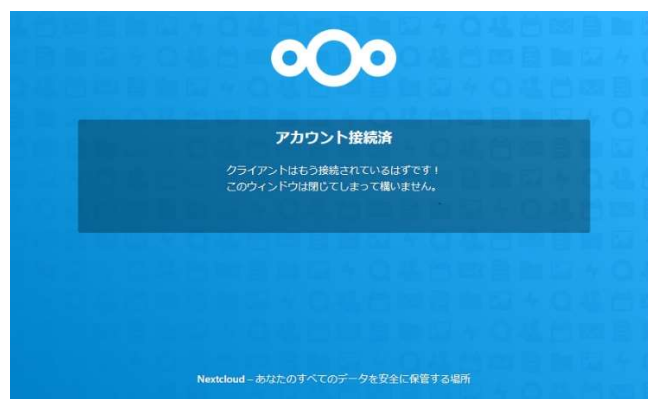 アカウント接続済
クライアントはもう接続されているはずです！
このウィンドウは閉じてしまって構いません。
Nextcloud – あなたのすべてのデータを安全に保管する場所